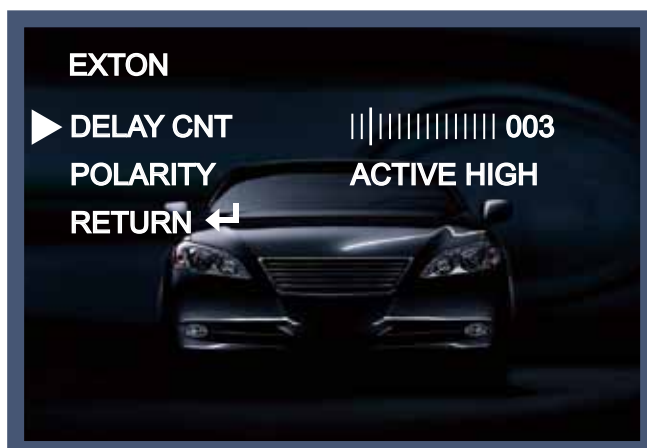 EXTON
DELAY CNT 003
POLARITY ACTIVE HIGH
RETURN